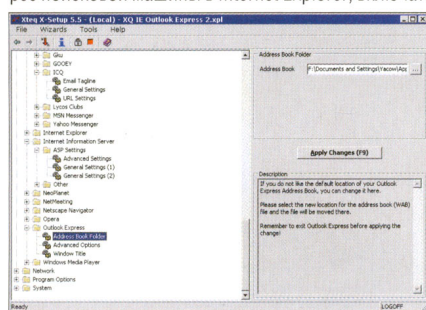 Xteq X-Setup 5.5 - (Local) - XQ IE Outlook Express 2.xpl
File Wizards Tools Help
Gku
GOOEY
ICQ
Email Tagline
General Settings
URL Settings
Lycos Clubs
MSN Messenger
Yahoo Messenger
Internet Explorer
Internet Information Server
ASP Settings
Advanced Settings
General Settings (1)
General Settings (2)
Other
NeoPlanet
NetMeeting
Netscape Navigator
Opera
Outlook Express
Address Book Folder
Advanced Options
Window Title
Windows Media Player
Network
Program Options
System
Address Book Folder
Address Book F:\Documents and Settings\Yacow\App ...
Apply Changes (F9)
Description
If you do not like the default location of your Outlook
Express Address Book, you can change it here.
Please select the new location for the address book (WAB)
file and the file will be moved there.
Remember to exit Outlook Express before applying the
change!
Ready LOGOFF